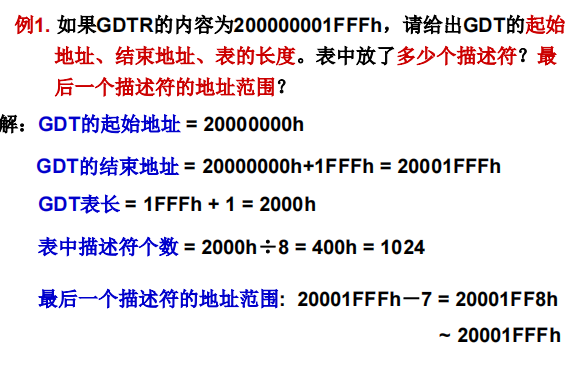 例1. 如果GDTR的内容为200000001FFFh，请给出GDT的起始
地址、结束地址、表的长度。表中放了多少个描述符？最
后一个描述符的地址范围？
解：GDT的起始地址 = 20000000h
GDT的结束地址 = 20000000h+1FFFh = 20001FFFh
GDT表长 = 1FFFh + 1 = 2000h
表中描述符个数 = 2000h÷8 = 400h = 1024
最后一个描述符的地址范围: 20001FFFh－7 = 20001FF8h
~ 20001FFFh